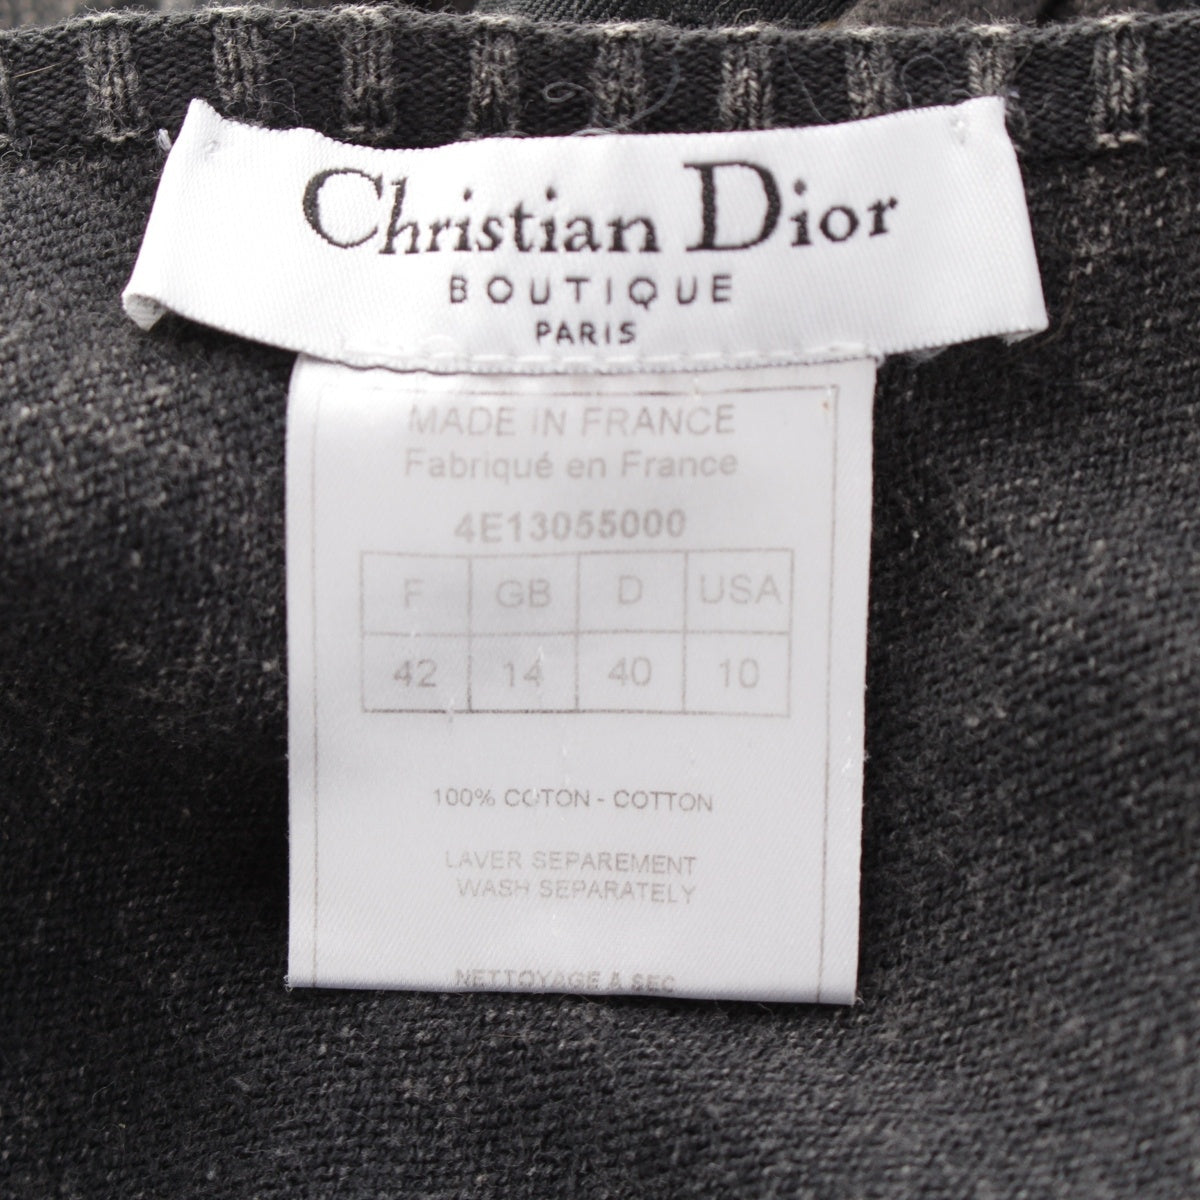 Christian Dior
BOUTIQUE
PARIS
MADE IN FRANCE
Fabriqué en France
4E13055000
F GB D USA
42 14 40 10
100% COTON - COTTON
LAVER SEPAREMENT
WASH SEPARATELY
NETTOYAGE A SEC